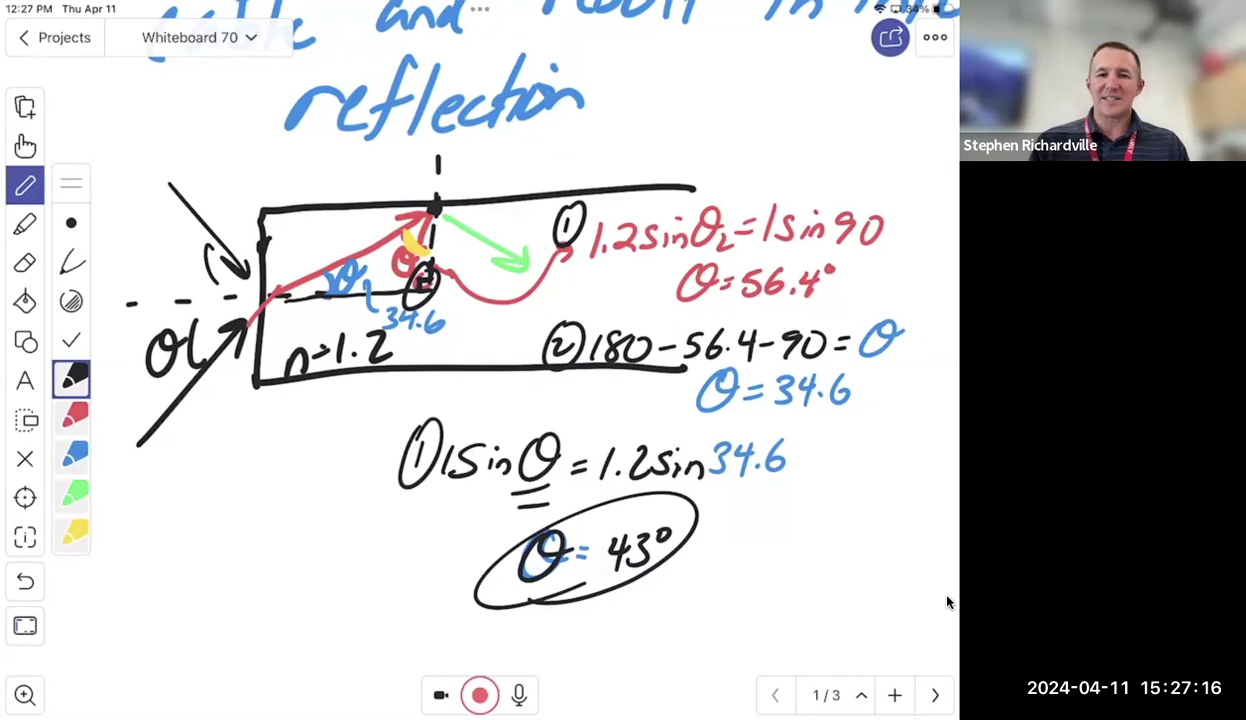 12:27 PM Thu Apr 11
34%
Projects
Whiteboard 70
and
reflection
Stephen Richardville
① 1.2sinθ₂=1sin90
θ=56.4°
θ
34.6
n=1.2
② 180-56.4-90=θ
θ=34.6
① 1sinθ=1.2sin34.6
θ=43°
A
1/3
2024-04-11 15:27:16